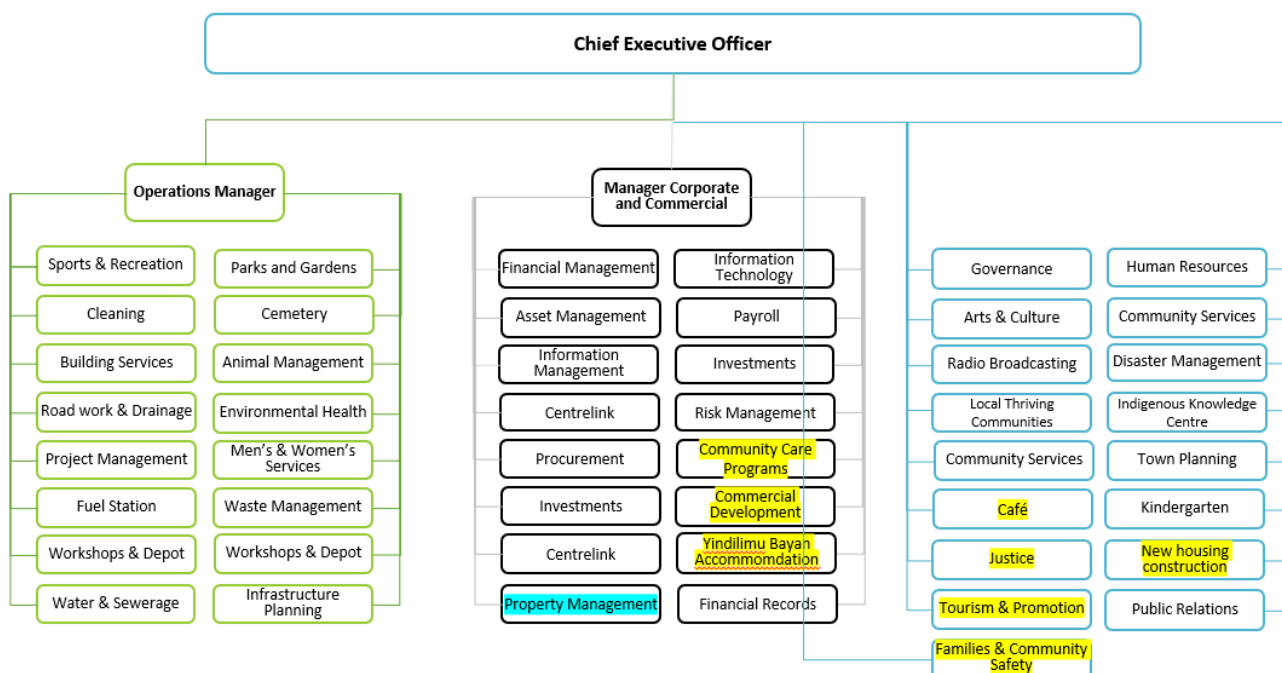 Chief Executive Officer
Operations Manager
Sports & Recreation
Parks and Gardens
Cleaning
Cemetery
Building Services
Animal Management
Road work & Drainage
Environmental Health
Project Management
Men's & Women's
Services
Fuel Station
Waste Management
Workshops & Depot
Workshops & Depot
Water & Sewerage
Infrastructure
Planning
Manager Corporate
and Commercial
Financial Management
Information
Technology
Asset Management
Payroll
Information
Management
Investments
Centrelink
Risk Management
Procurement
Community Care
Programs
Investments
Commercial
Development
Centrelink
Yindilimu Bayan
Accommomdation
Property Management
Financial Records
Governance
Human Resources
Arts & Culture
Community Services
Radio Broadcasting
Disaster Management
Local Thriving
Communities
Indigenous Knowledge
Centre
Community Services
Town Planning
Café
Kindergarten
Justice
New housing
construction
Tourism & Promotion
Public Relations
Families & Community
Safety